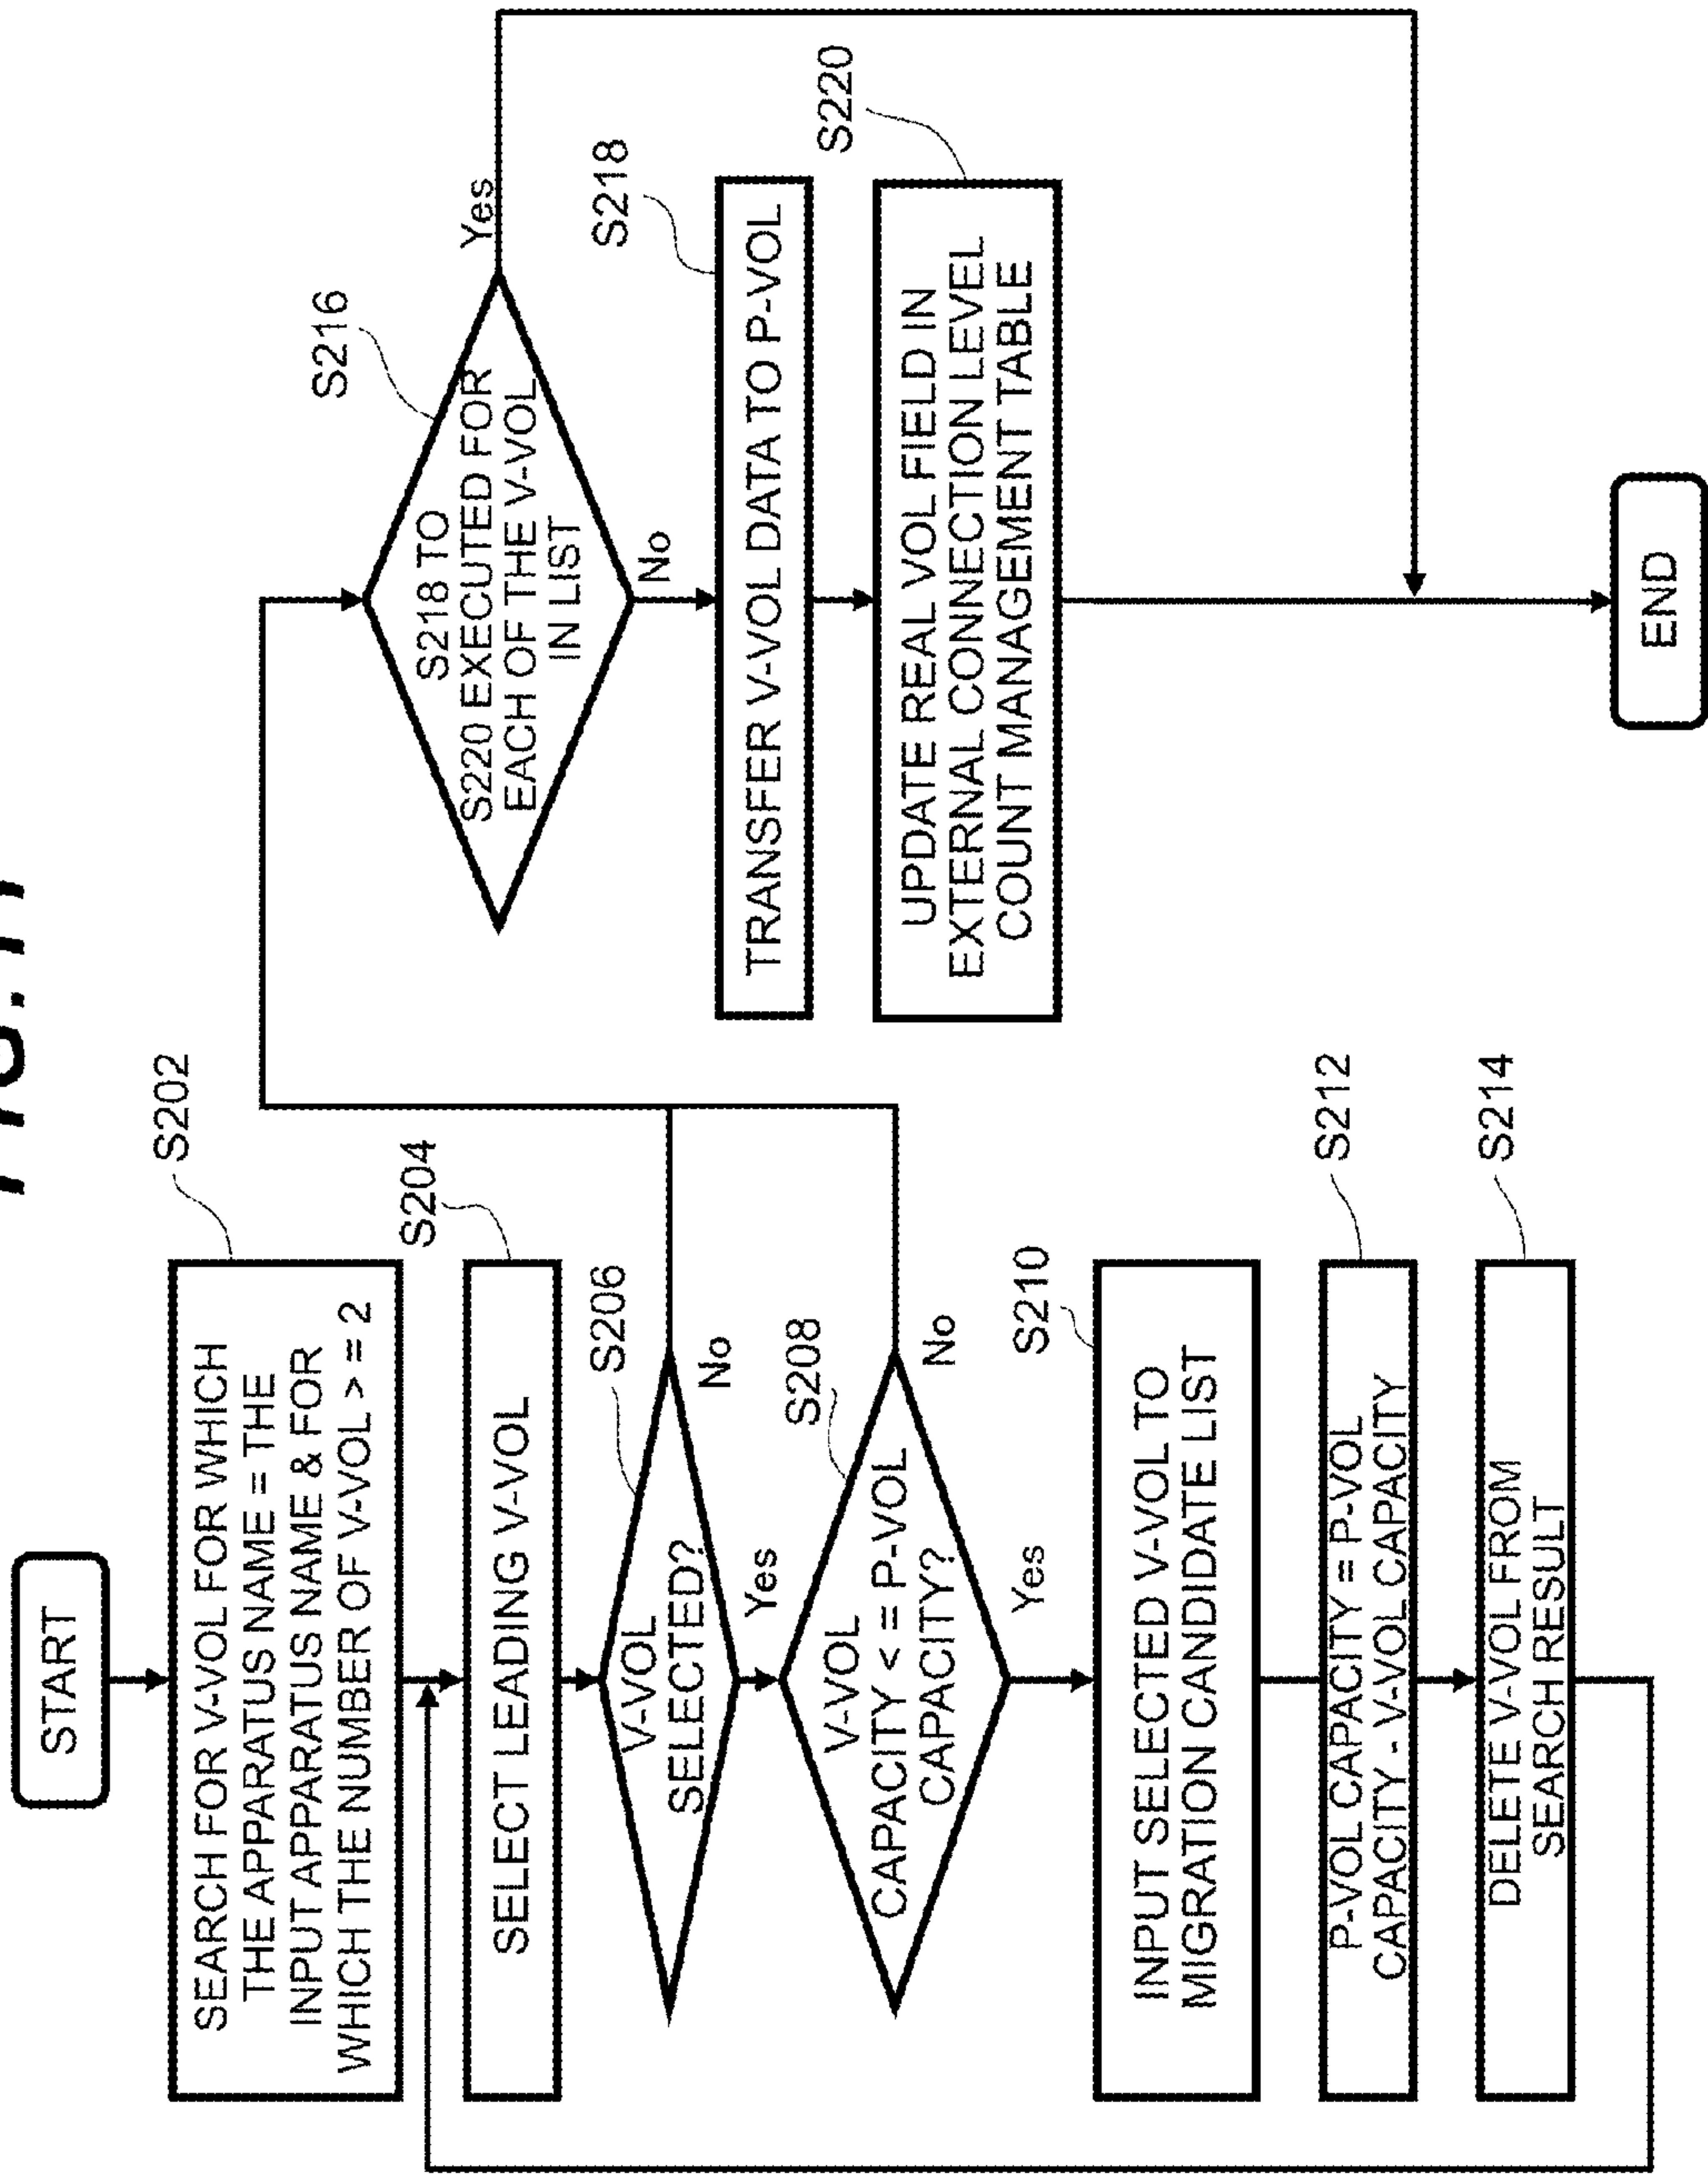 START
S202
SEARCH FOR V-VOL FOR WHICH
THE APPARATUS NAME = THE
INPUT APPARATUS NAME & FOR
WHICH THE NUMBER OF V-VOL > = 2
S204
SELECT LEADING V-VOL
S206
V-VOL
SELECTED?
No
Yes
S208
V-VOL
CAPACITY < = P-VOL
CAPACITY?
No
Yes
S210
INPUT SELECTED V-VOL TO
MIGRATION CANDIDATE LIST
S212
P-VOL CAPACITY = P-VOL
CAPACITY - V-VOL CAPACITY
S214
DELETE V-VOL FROM
SEARCH RESULT
S216
S218 TO
S220 EXECUTED FOR
EACH OF THE V-VOL
IN LIST
Yes
No
S218
TRANSFER V-VOL DATA TO P-VOL
S220
UPDATE REAL VOL FIELD IN
EXTERNAL CONNECTION LEVEL
COUNT MANAGEMENT TABLE
END